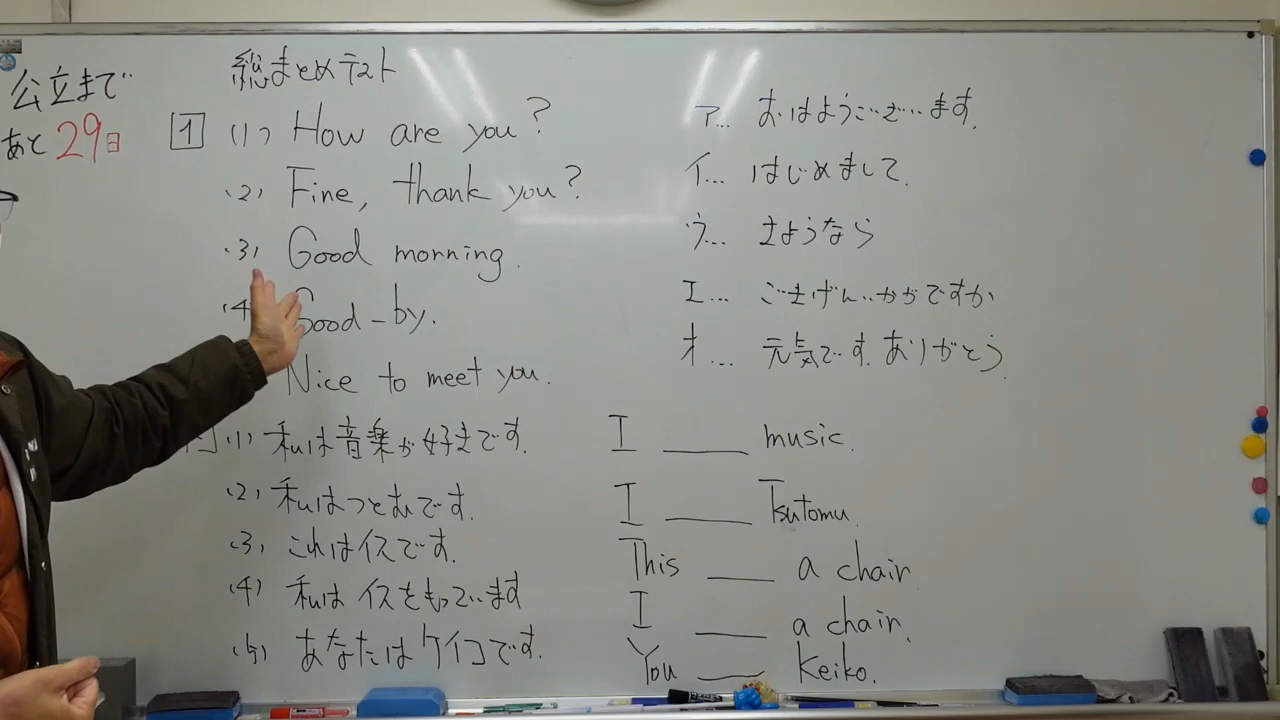 公立まで
あと29日
総まとめテスト
1 (1) How are you?
(2) Fine, thank you?
(3) Good morning.
(4) Good-by.
Nice to meet you.
ア... おはようございます.
イ... はじめまして.
ウ... さようなら
エ... ごきげんいかがですか
オ... 元気です.ありがとう.
(1) 私は音楽が好きです. I ____ music.
(2) 私はつとむです. I ____ Tsutomu.
(3) これはイスです. This ____ a chair.
(4) 私はイスをもっています I ____ a chair.
(5) あなたはケイコです. You ____ Keiko.